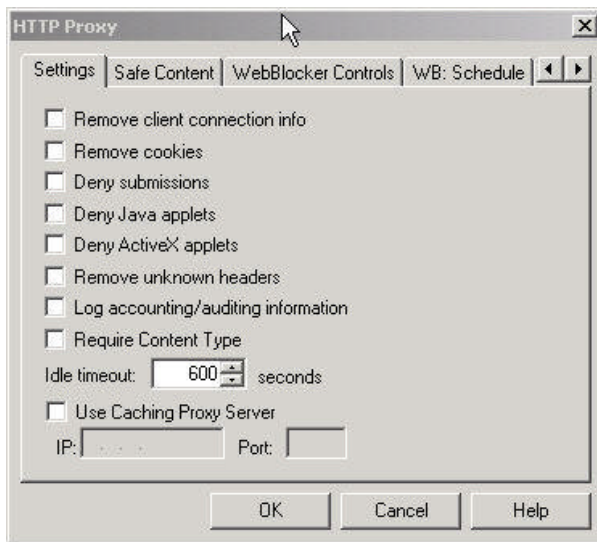 HTTP Proxy
Settings Safe Content WebBlocker Controls WB: Schedule
Remove client connection info
Remove cookies
Deny submissions
Deny Java applets
Deny ActiveX applets
Remove unknown headers
Log accounting/auditing information
Require Content Type
Idle timeout: 600 seconds
Use Caching Proxy Server
IP: . . . Port:
OK Cancel Help